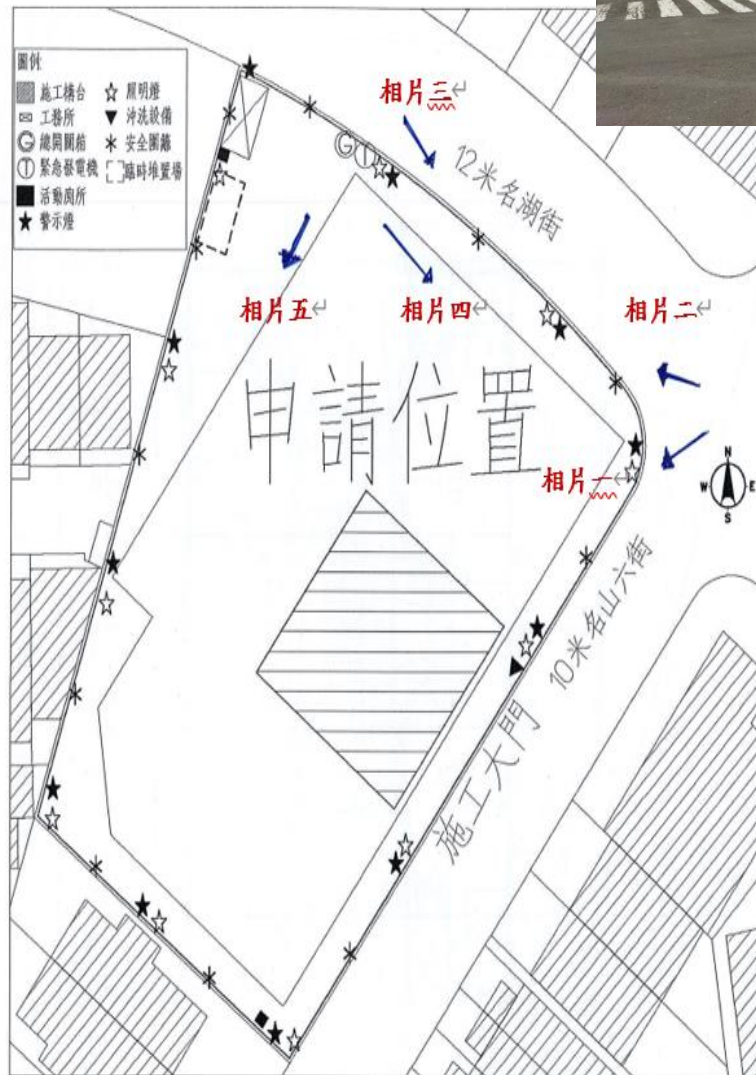 圖例
施工構台 照明燈
工務所 沖洗設備
Ⓖ 總開關箱 安全圍籬
Ⓣ 緊急發電機 臨時堆置場
活動廁所
警示燈
相片三
12米名湖街
相片五
相片四
相片二
申請位置
相片一
N
W E
S
10米名山六街
施工大門